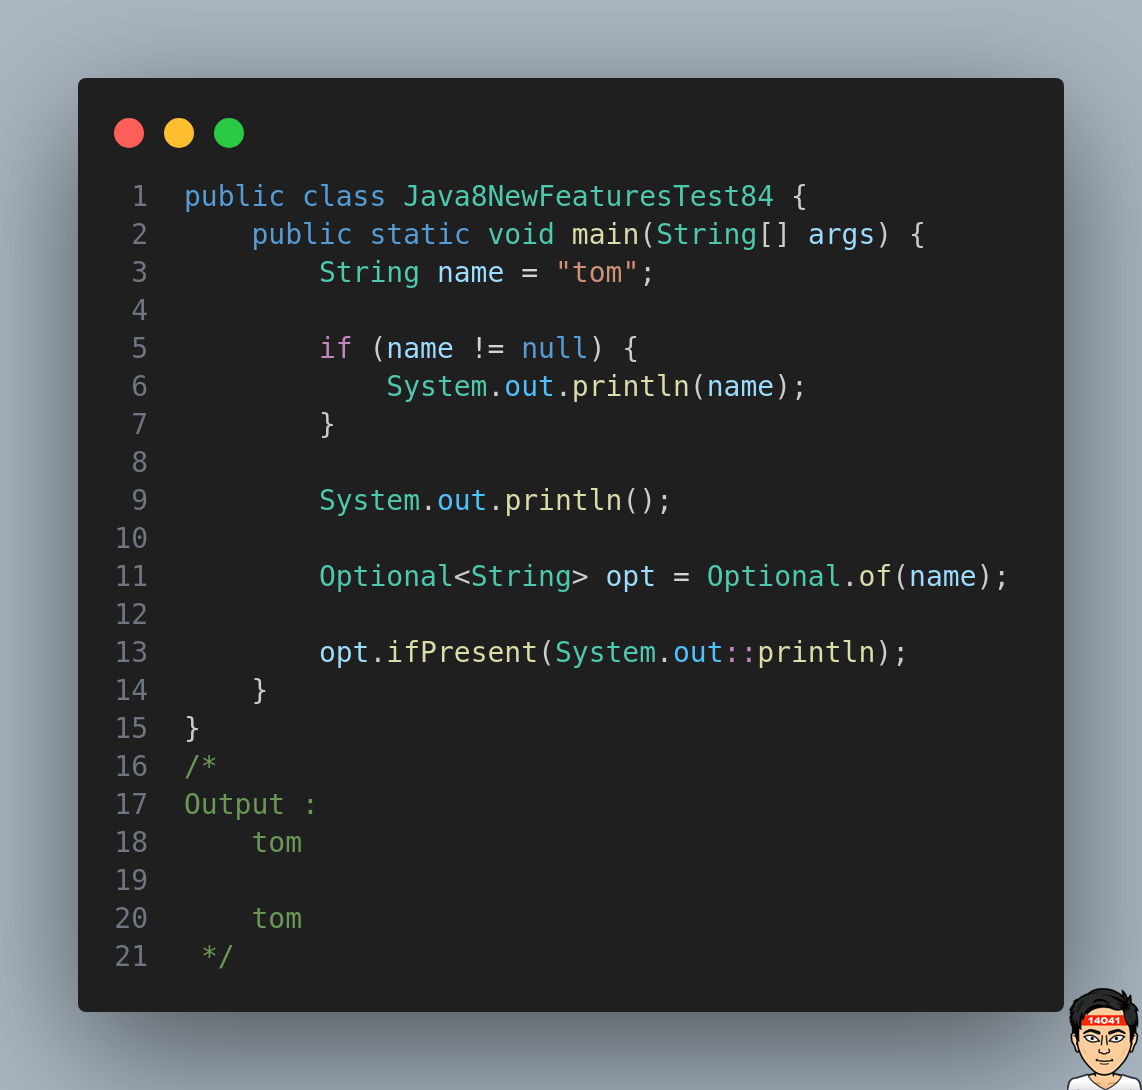 1 public class Java8NewFeaturesTest84 {
2     public static void main(String[] args) {
3         String name = "tom";
4
5         if (name != null) {
6             System.out.println(name);
7         }
8
9         System.out.println();
10
11         Optional<String> opt = Optional.of(name);
12
13         opt.ifPresent(System.out::println);
14     }
15 }
16 /*
17 Output :
18     tom
19
20     tom
21  */
14041